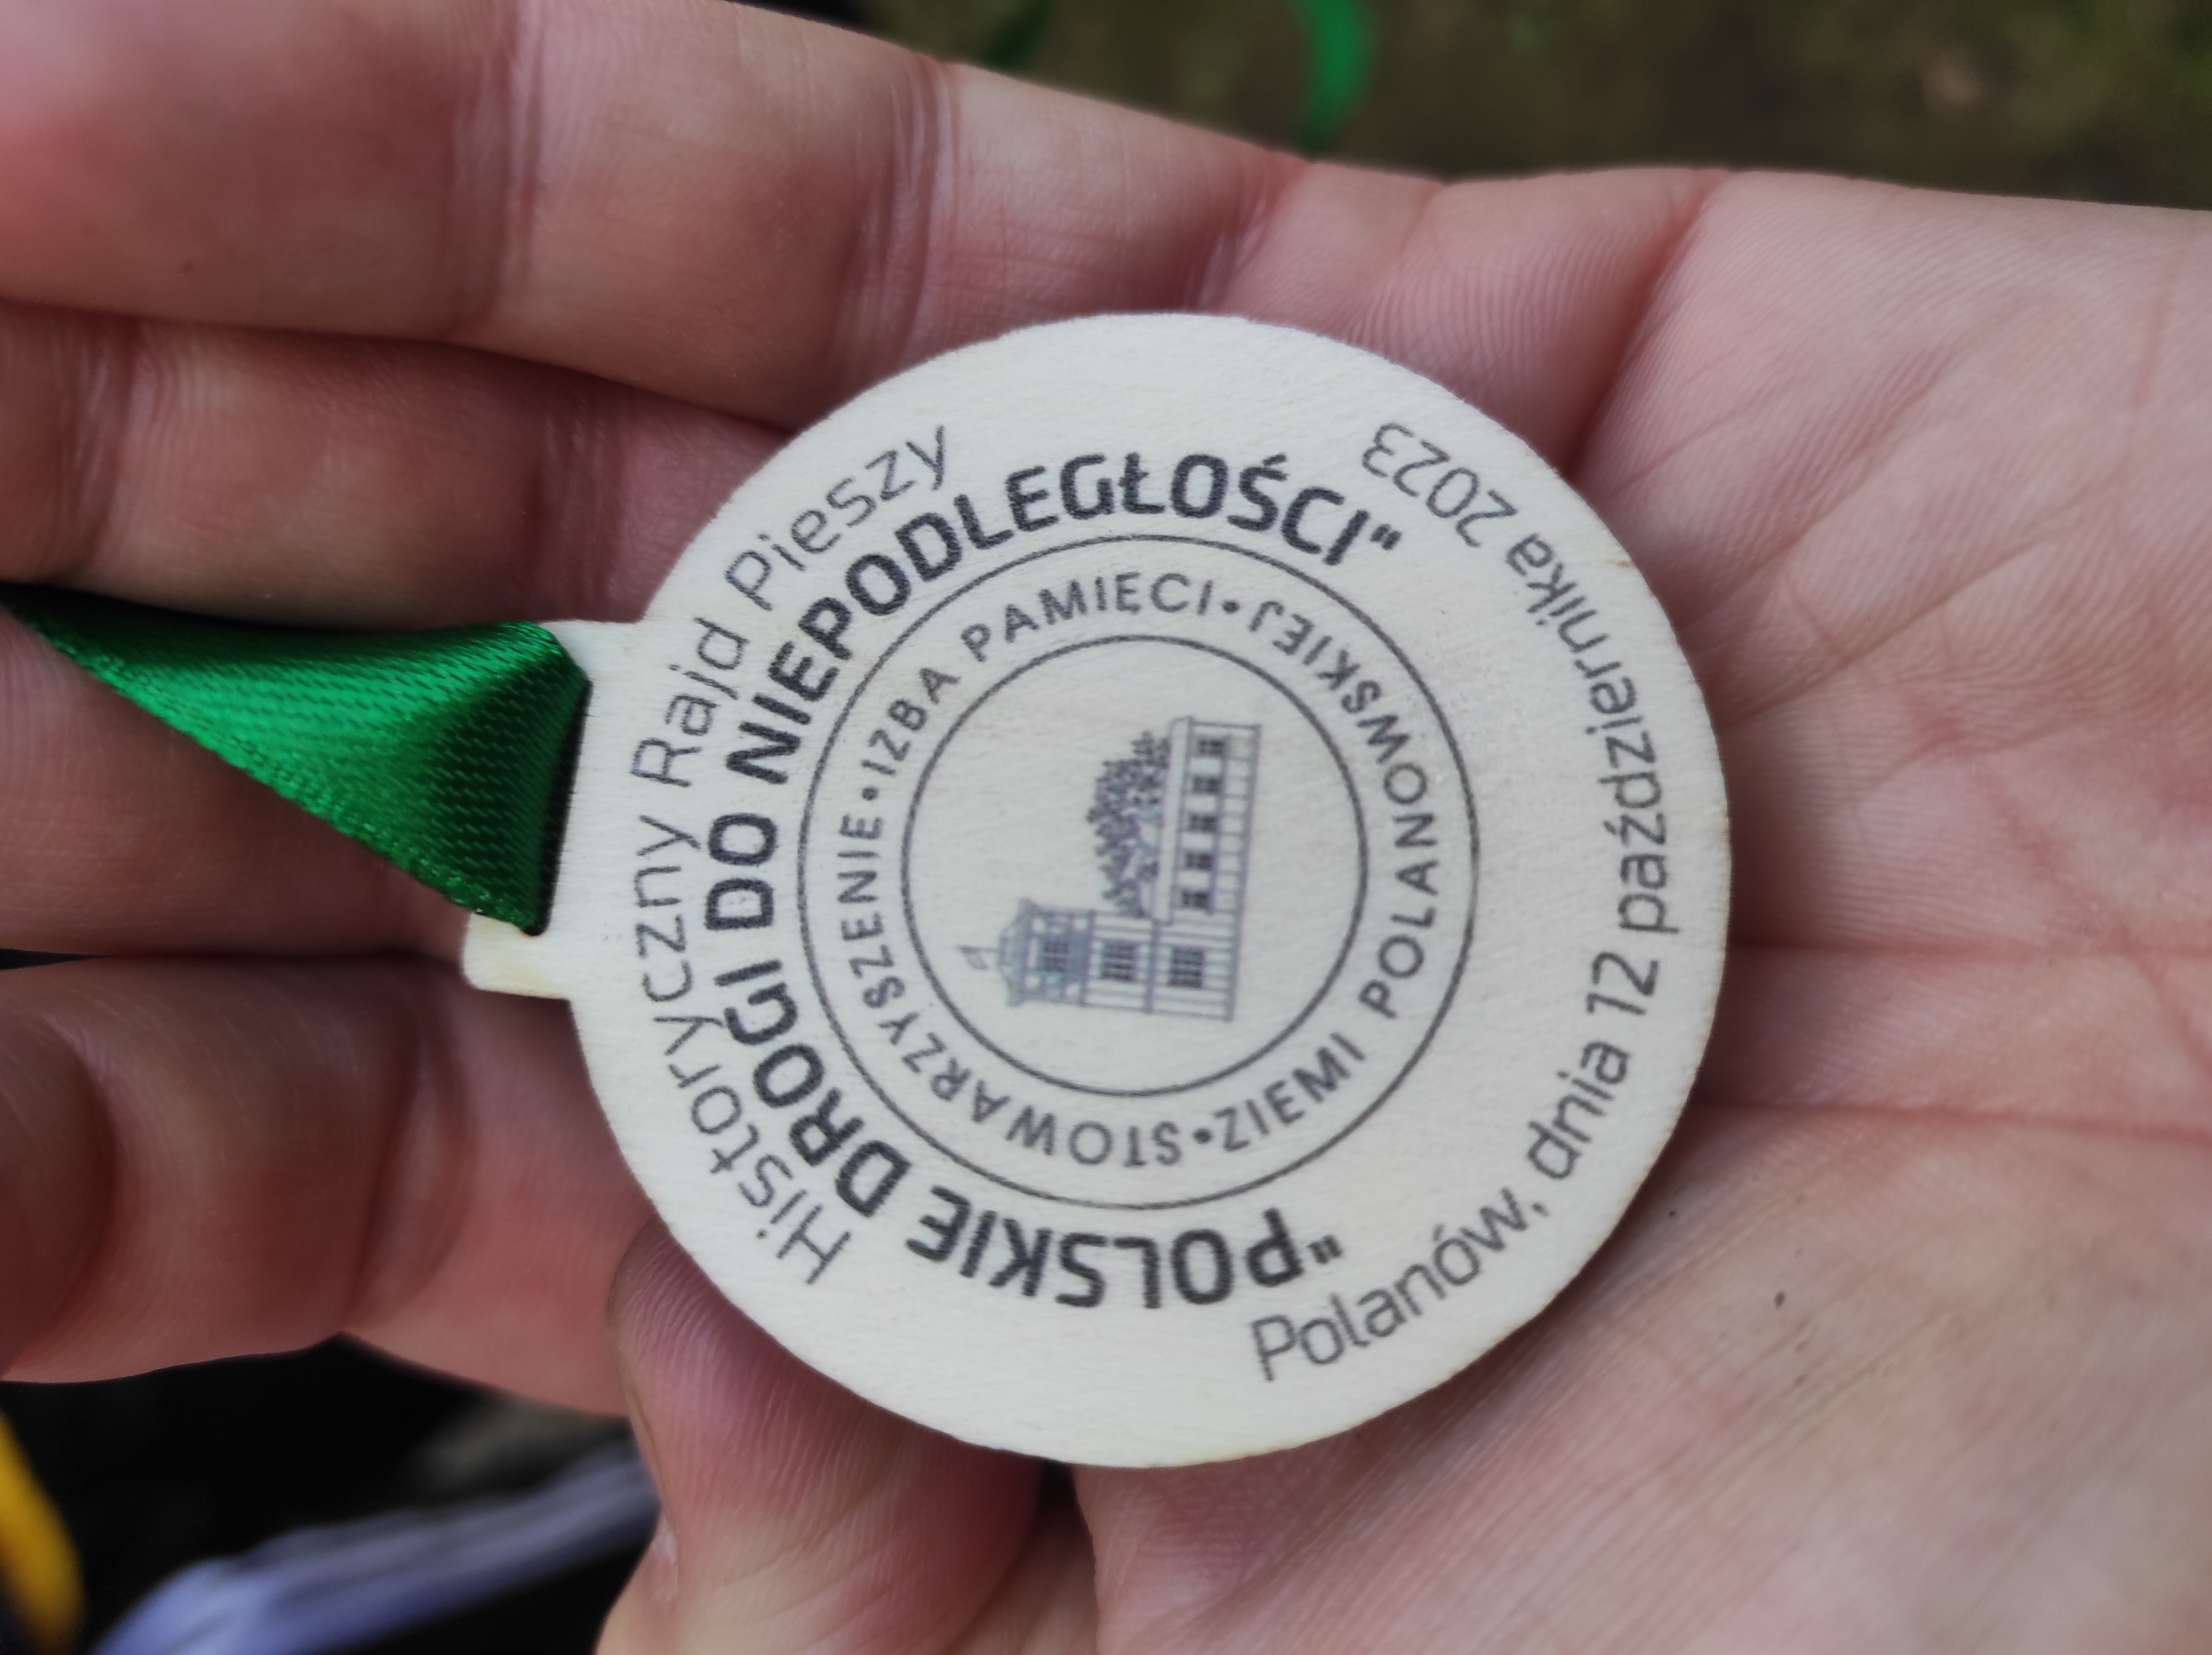 Historyczny Rajd Pieszy
"POLSKIE DROGI DO NIEPODLEGŁOŚCI"
STOWARZYSZENIE • IZBA PAMIĘCI •
ZIEMI POLANOWSKIEJ •
Polanów, dnia 12 października 2023